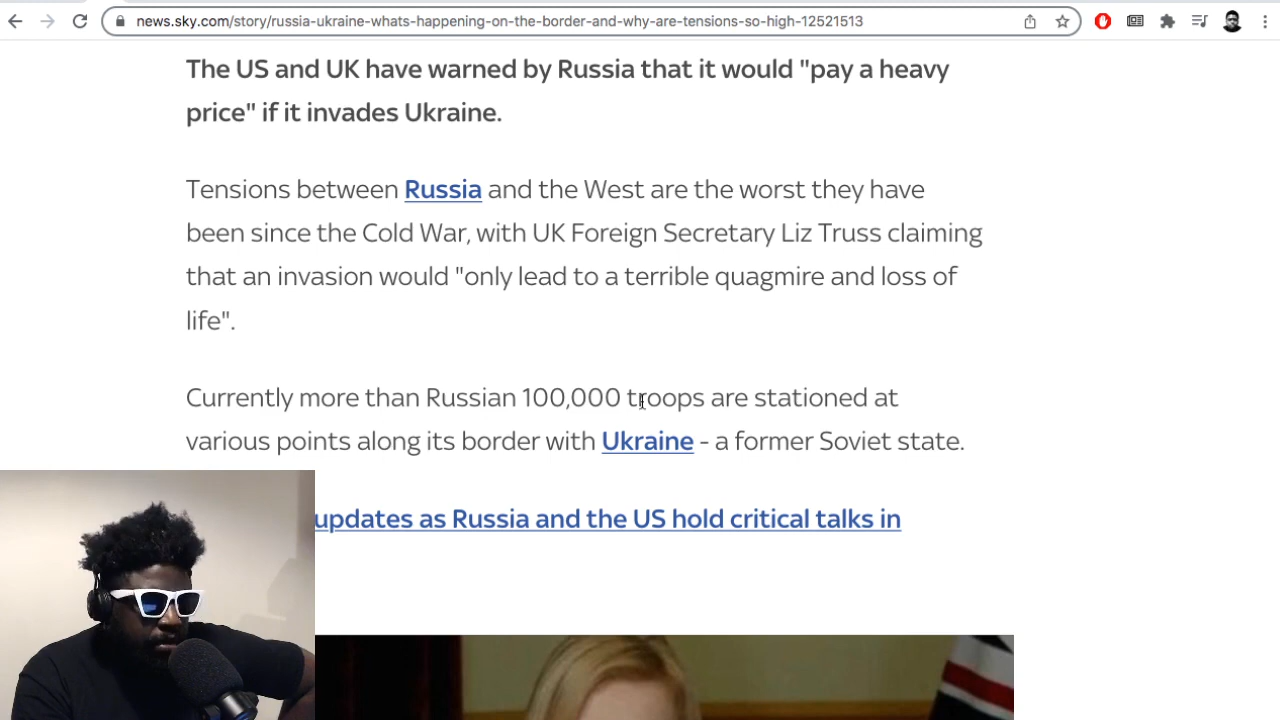 news.sky.com/story/russia-ukraine-whats-happening-on-the-border-and-why-are-tensions-so-high-12521513
The US and UK have warned by Russia that it would "pay a heavy
price" if it invades Ukraine.
Tensions between Russia and the West are the worst they have
been since the Cold War, with UK Foreign Secretary Liz Truss claiming
that an invasion would "only lead to a terrible quagmire and loss of
life".
Currently more than Russian 100,000 troops are stationed at
various points along its border with Ukraine - a former Soviet state.
updates as Russia and the US hold critical talks in